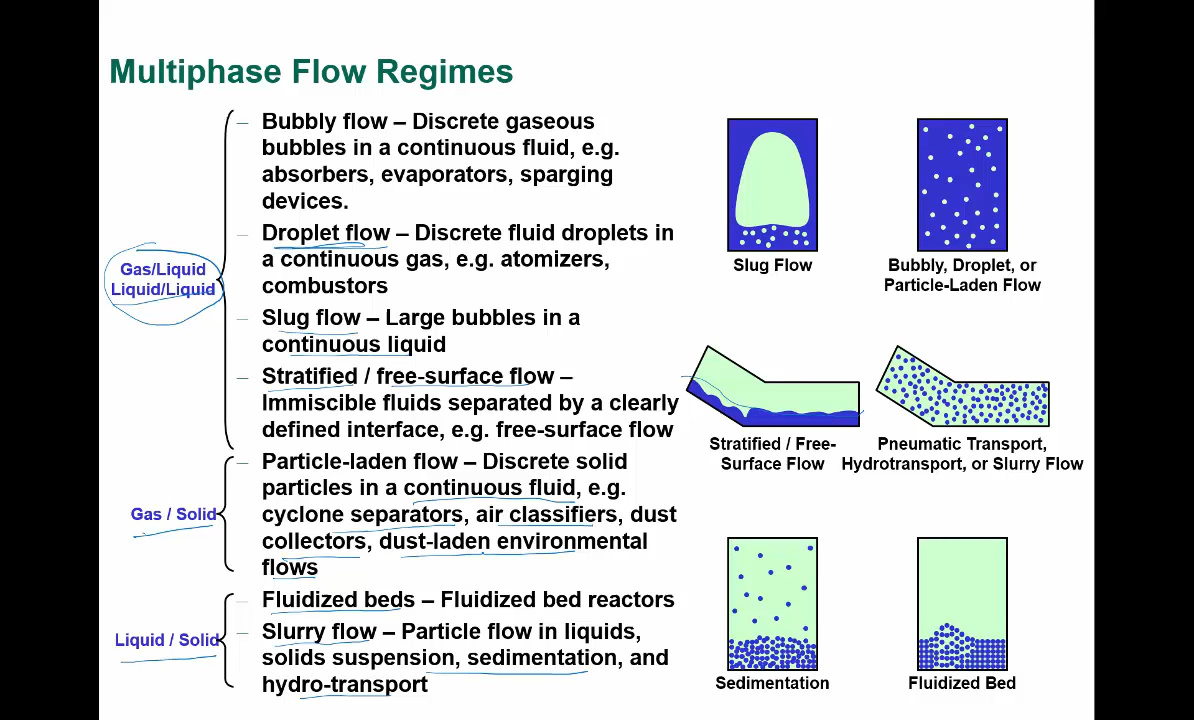 Multiphase Flow Regimes
– Bubbly flow – Discrete gaseous
bubbles in a continuous fluid, e.g.
absorbers, evaporators, sparging
devices.
– Droplet flow – Discrete fluid droplets in
a continuous gas, e.g. atomizers,
combustors
– Slug flow – Large bubbles in a
continuous liquid
– Stratified / free-surface flow –
Immiscible fluids separated by a clearly
defined interface, e.g. free-surface flow
Gas/Liquid
Liquid/Liquid
– Particle-laden flow – Discrete solid
particles in a continuous fluid, e.g.
cyclone separators, air classifiers, dust
collectors, dust-laden environmental
flows
Gas / Solid
– Fluidized beds – Fluidized bed reactors
– Slurry flow – Particle flow in liquids,
solids suspension, sedimentation, and
hydro-transport
Liquid / Solid
Slug Flow
Bubbly, Droplet, or
Particle-Laden Flow
Stratified / Free-
Surface Flow
Pneumatic Transport,
Hydrotransport, or Slurry Flow
Sedimentation
Fluidized Bed